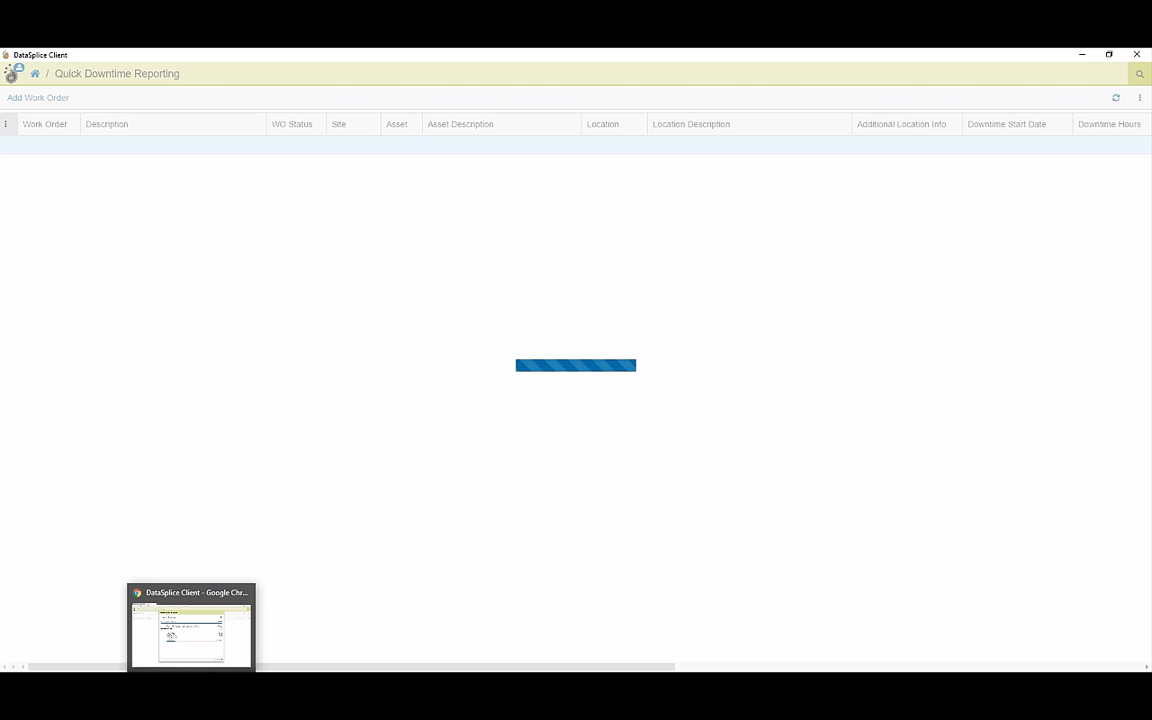 DataSplice Client
/ Quick Downtime Reporting
Add Work Order
Work Order Description WO Status Site Asset Asset Description Location Location Description Additional Location Info Downtime Start Date Downtime Hours
DataSplice Client - Google Chr...